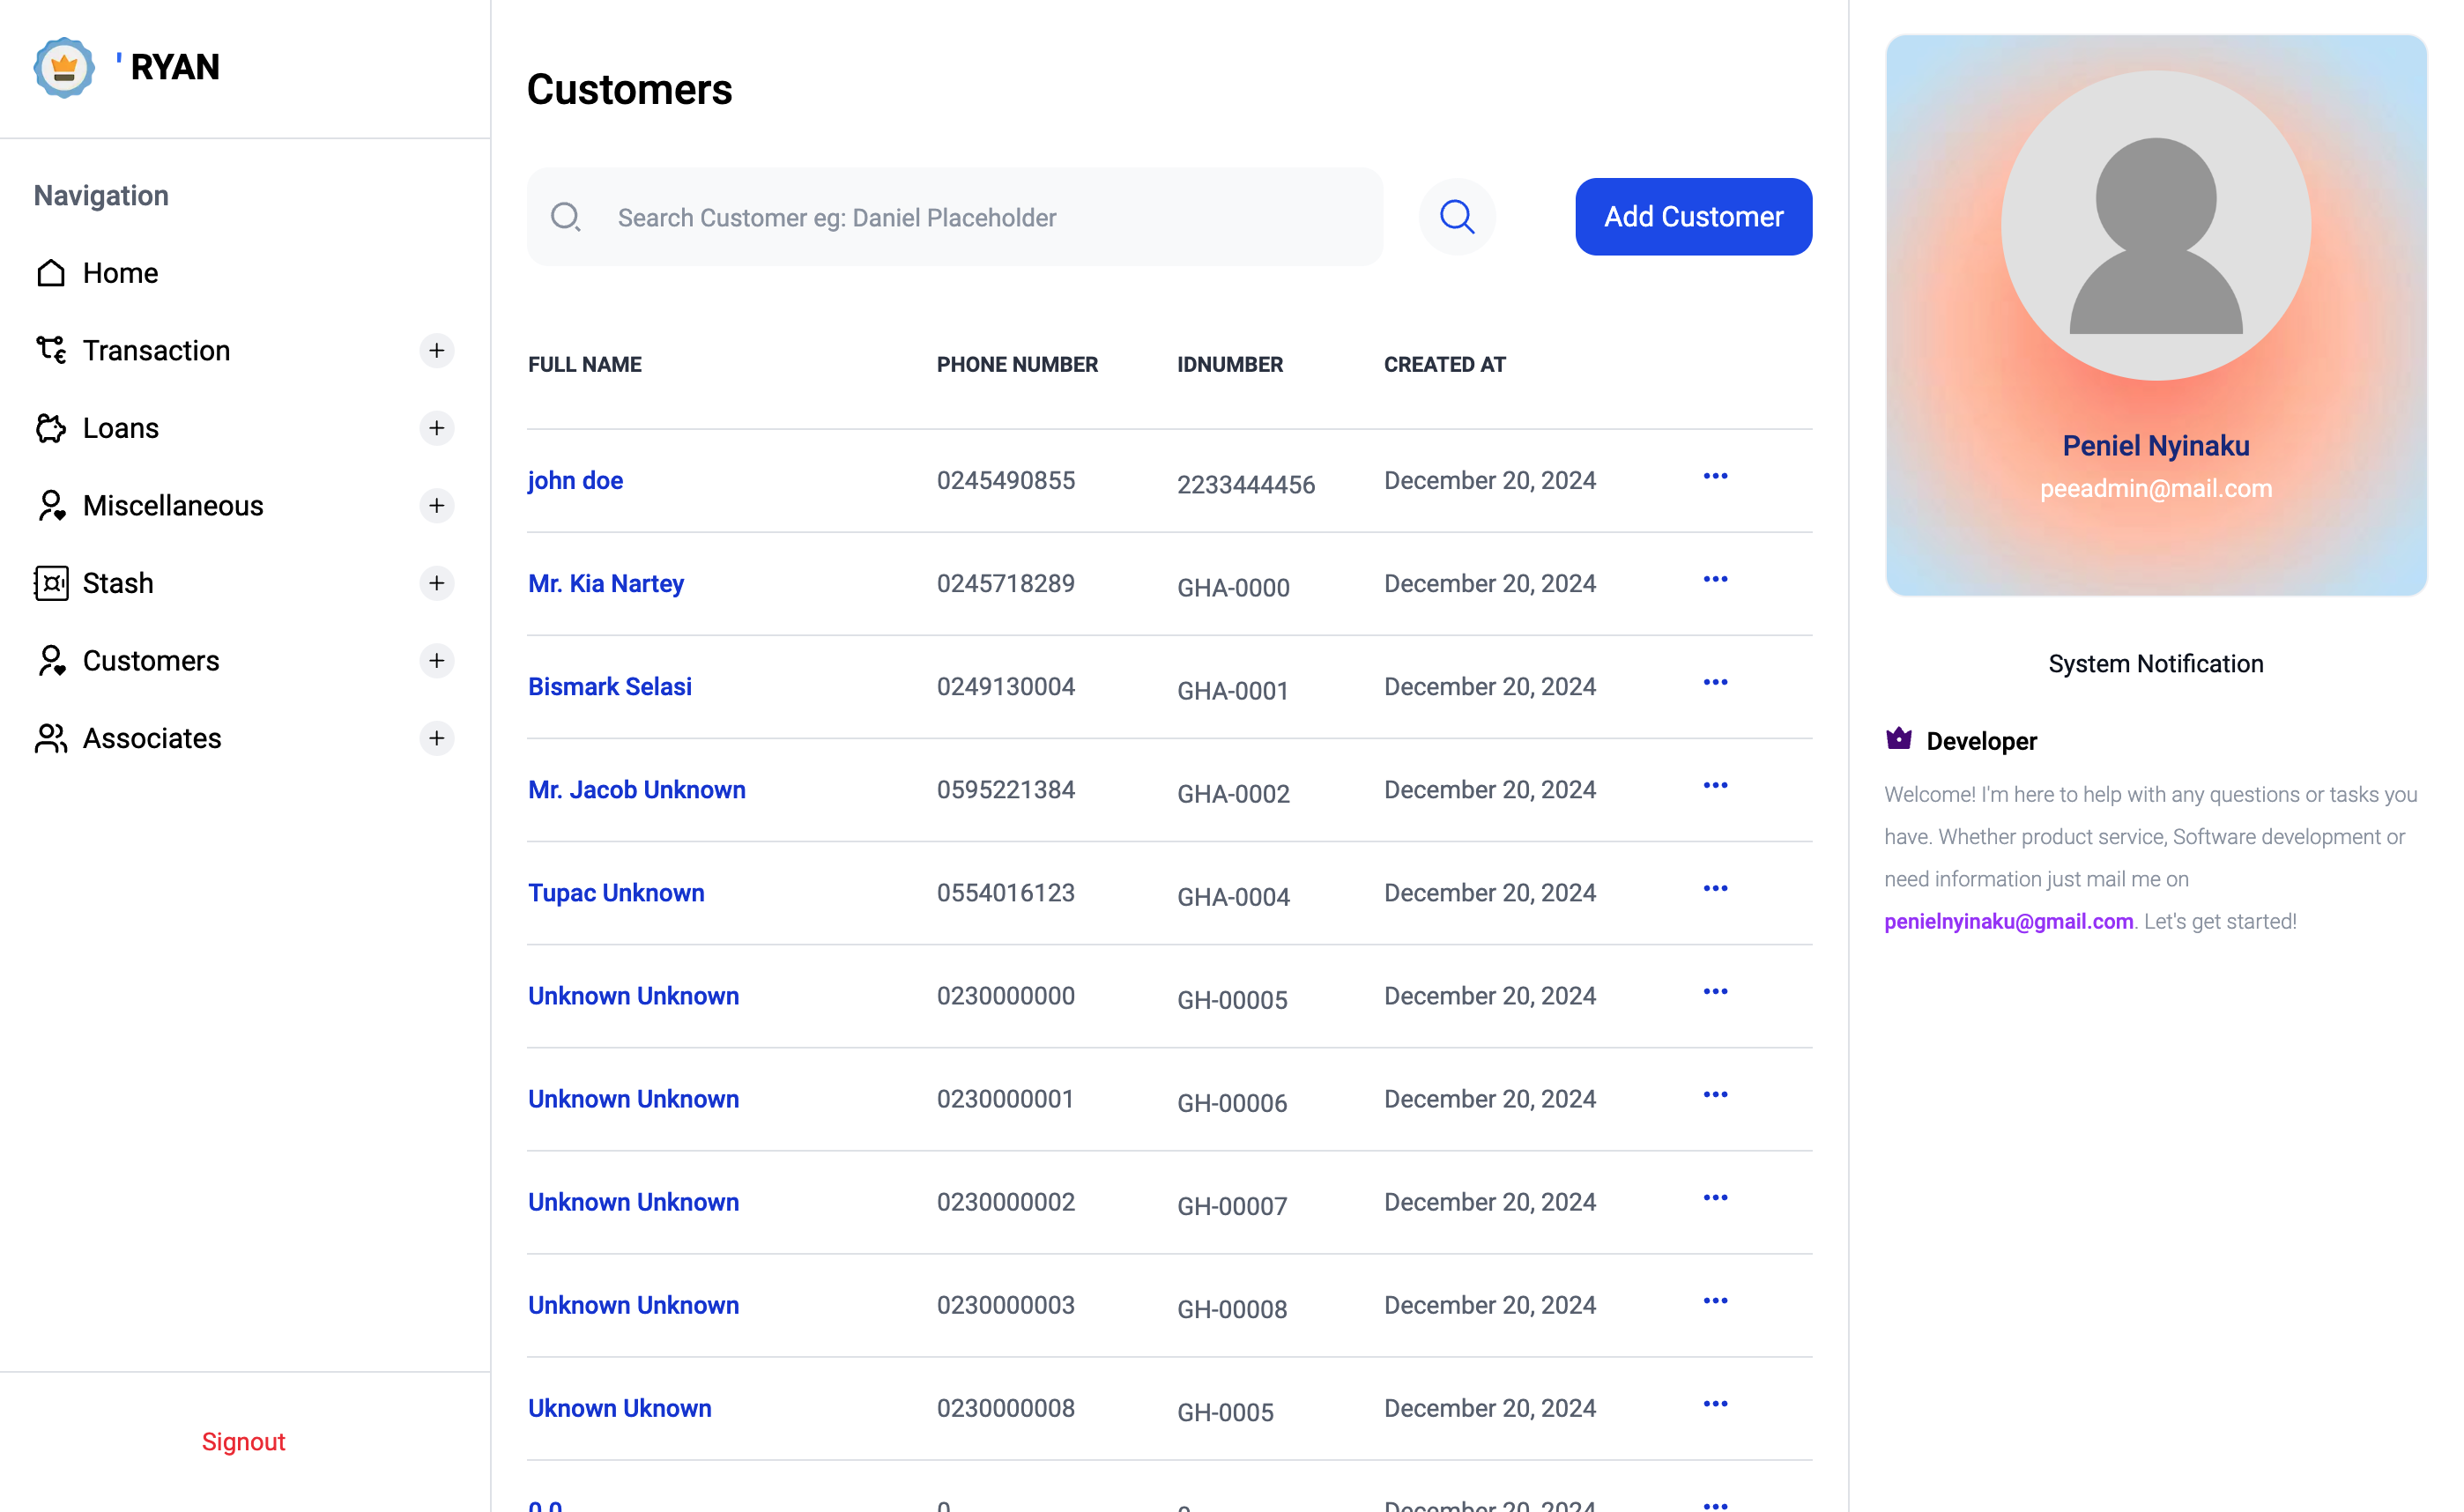 ' RYAN
Navigation
Home
Transaction
Loans
Miscellaneous
Stash
Customers
Associates
Signout
Customers
Search Customer eg: Daniel Placeholder
Add Customer
FULL NAME PHONE NUMBER IDNUMBER CREATED AT
john doe 0245490855 2233444456 December 20, 2024
Mr. Kia Nartey 0245718289 GHA-0000 December 20, 2024
Bismark Selasi 0249130004 GHA-0001 December 20, 2024
Mr. Jacob Unknown 0595221384 GHA-0002 December 20, 2024
Tupac Unknown 0554016123 GHA-0004 December 20, 2024
Unknown Unknown 0230000000 GH-00005 December 20, 2024
Unknown Unknown 0230000001 GH-00006 December 20, 2024
Unknown Unknown 0230000002 GH-00007 December 20, 2024
Unknown Unknown 0230000003 GH-00008 December 20, 2024
Uknown Uknown 0230000008 GH-0005 December 20, 2024
0 0 0 December 20, 2024
Peniel Nyinaku
peeadmin@mail.com
System Notification
Developer
Welcome! I'm here to help with any questions or tasks you
have. Whether product service, Software development or
need information just mail me on
penielnyinaku@gmail.com. Let's get started!